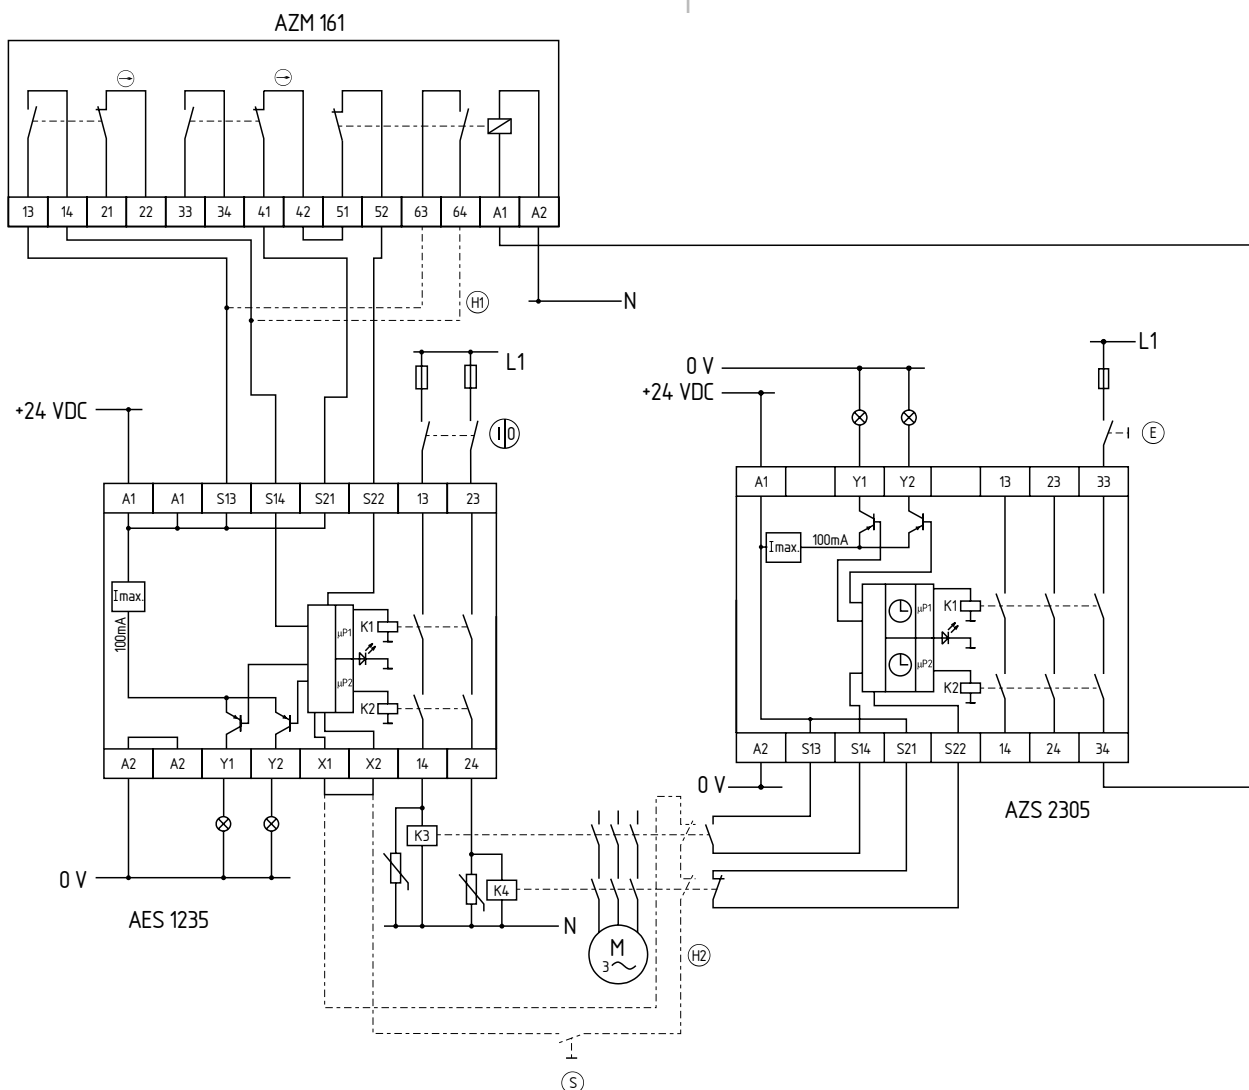 AZM 161
13 14 21 22 33 34 41 42 51 52 63 64 A1 A2
H1
N
L1
+24 VDC
I 0
A1 A1 S13 S14 S21 S22 13 23
Imax.
100mA
µP1
K1
µP2
K2
A2 A2 Y1 Y2 X1 X2 14 24
0 V
AES 1235
K3
K4
N
M
3
H2
S
L1
0 V
+24 VDC
E
A1 Y1 Y2 13 23 33
Imax.
100mA
µP1
K1
µP2
K2
A2 S13 S14 S21 S22 14 24 34
0 V
AZS 2305